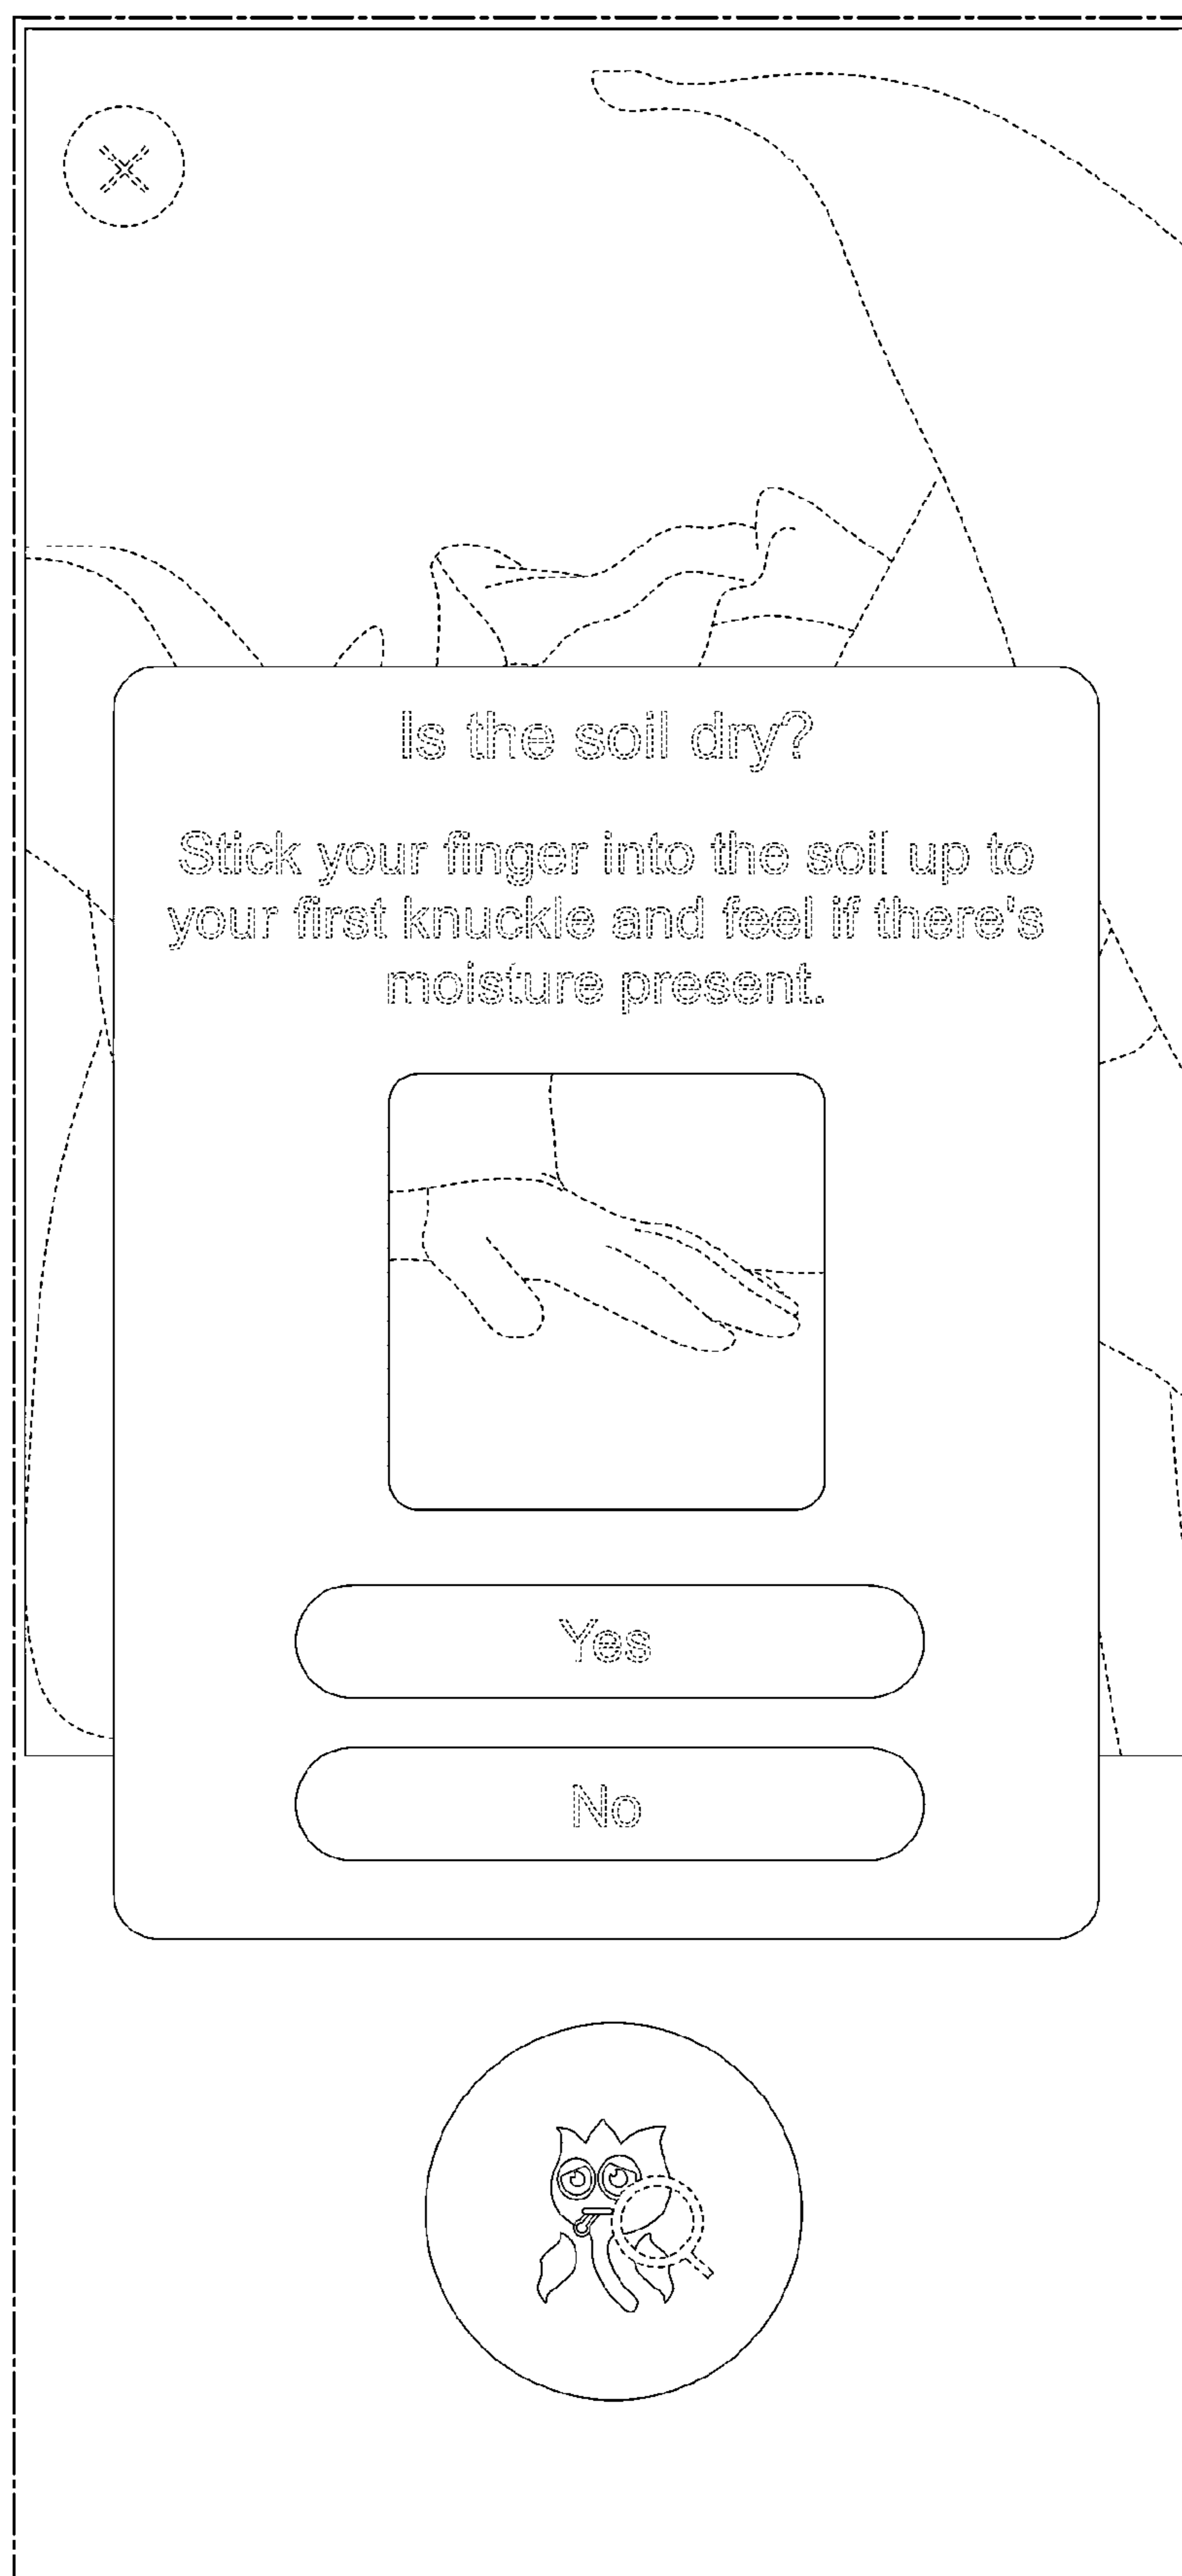 Is the soil dry?
Stick your finger into the soil up to
your first knuckle and feel if there's
moisture present.
Yes
No